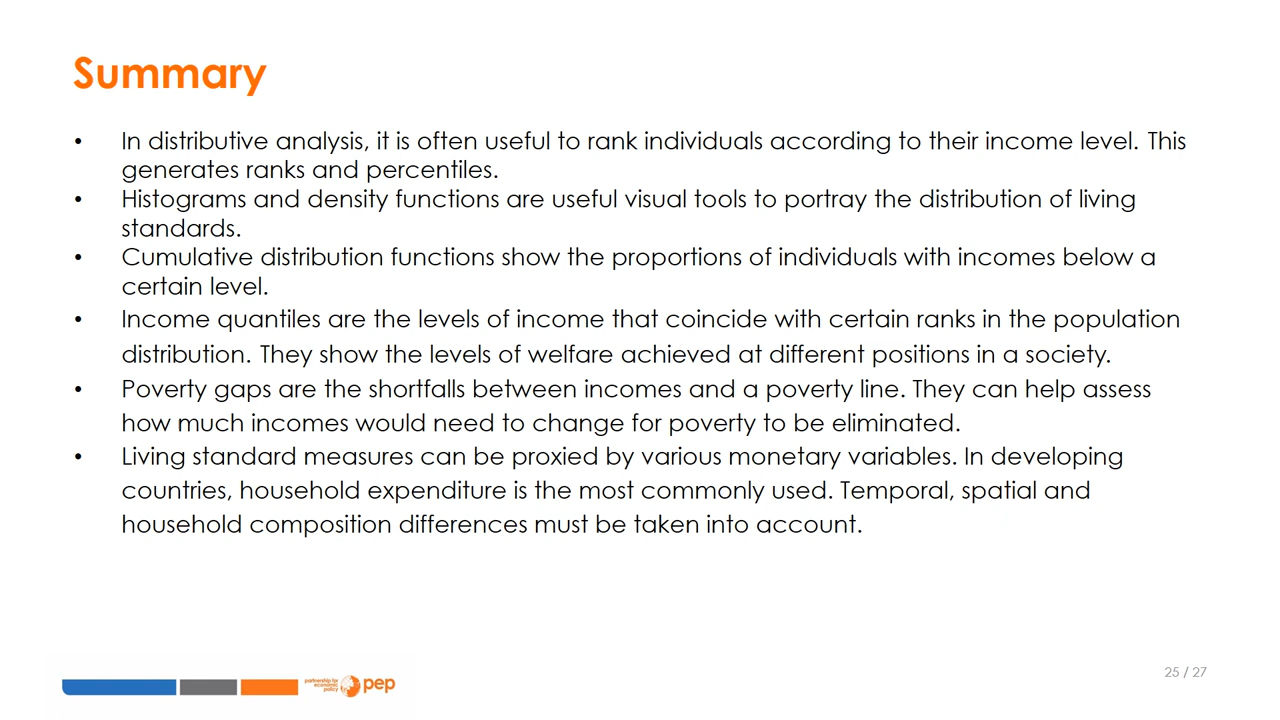 Summary
• In distributive analysis, it is often useful to rank individuals according to their income level. This
generates ranks and percentiles.
• Histograms and density functions are useful visual tools to portray the distribution of living
standards.
• Cumulative distribution functions show the proportions of individuals with incomes below a
certain level.
• Income quantiles are the levels of income that coincide with certain ranks in the population
distribution. They show the levels of welfare achieved at different positions in a society.
• Poverty gaps are the shortfalls between incomes and a poverty line. They can help assess
how much incomes would need to change for poverty to be eliminated.
• Living standard measures can be proxied by various monetary variables. In developing
countries, household expenditure is the most commonly used. Temporal, spatial and
household composition differences must be taken into account.
partnership for
economic
policy
pep
25 / 27